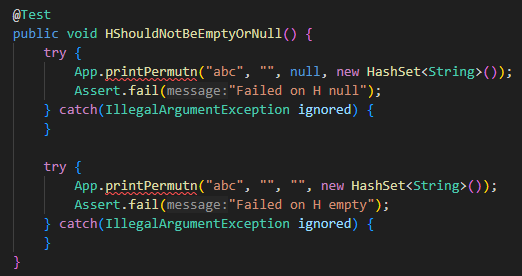 @Test
public void HShouldNotBeEmptyOrNull() {
try {
App.printPermutn("abc", "", null, new HashSet<String>());
Assert.fail(message:"Failed on H null");
} catch(IllegalArgumentException ignored) {
}
try {
App.printPermutn("abc", "", "", new HashSet<String>());
Assert.fail(message:"Failed on H empty");
} catch(IllegalArgumentException ignored) {
}
}